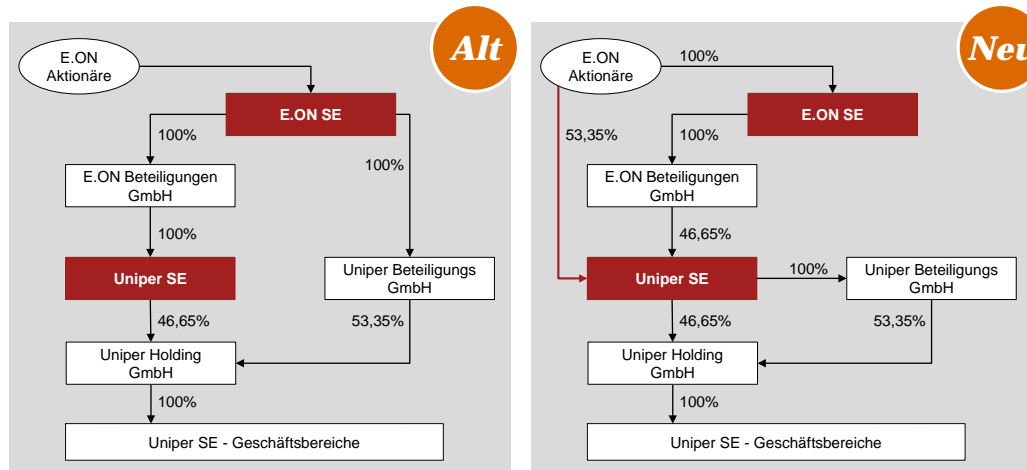 Alt
E.ON
Aktionäre
E.ON SE
100%
100%
E.ON Beteiligungen
GmbH
100%
Uniper SE
Uniper Beteiligungs
GmbH
46,65%
53,35%
Uniper Holding
GmbH
100%
Uniper SE - Geschäftsbereiche
Neu
E.ON
Aktionäre
100%
E.ON SE
53,35%
100%
E.ON Beteiligungen
GmbH
46,65%
Uniper SE
100%
Uniper Beteiligungs
GmbH
46,65%
53,35%
Uniper Holding
GmbH
100%
Uniper SE - Geschäftsbereiche